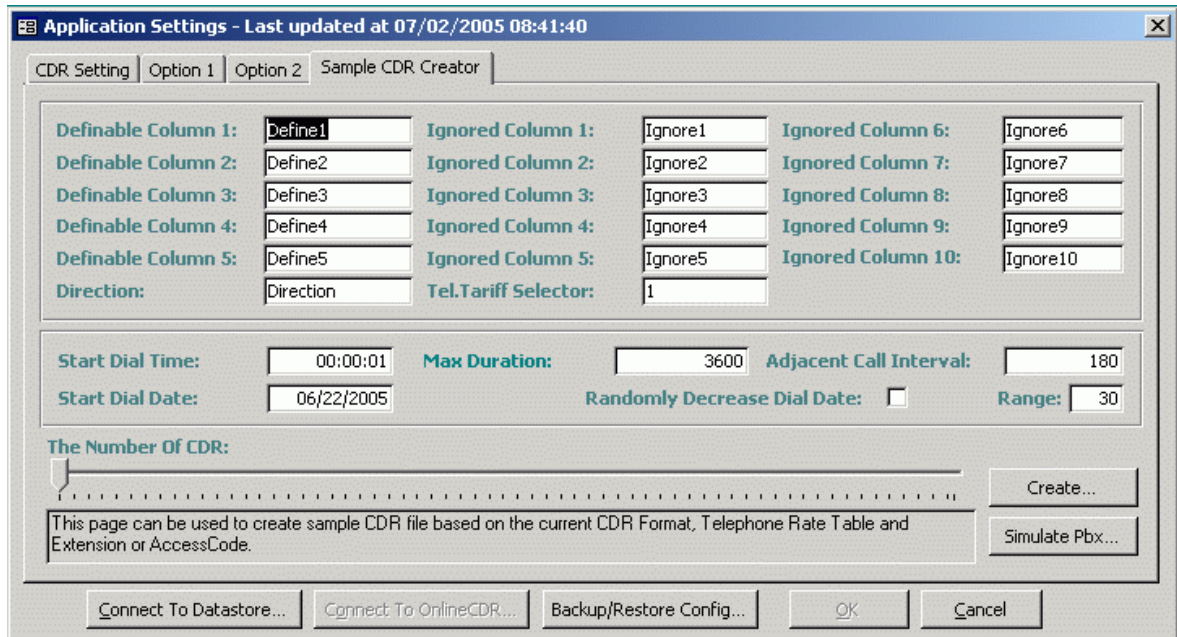 Application Settings - Last updated at 07/02/2005 08:41:40
CDR Setting Option 1 Option 2 Sample CDR Creator
Definable Column 1: Define1 Ignored Column 1: Ignore1 Ignored Column 6: Ignore6
Definable Column 2: Define2 Ignored Column 2: Ignore2 Ignored Column 7: Ignore7
Definable Column 3: Define3 Ignored Column 3: Ignore3 Ignored Column 8: Ignore8
Definable Column 4: Define4 Ignored Column 4: Ignore4 Ignored Column 9: Ignore9
Definable Column 5: Define5 Ignored Column 5: Ignore5 Ignored Column 10: Ignore10
Direction: Direction Tel.Tariff Selector: 1
Start Dial Time: 00:00:01 Max Duration: 3600 Adjacent Call Interval: 180
Start Dial Date: 06/22/2005 Randomly Decrease Dial Date: Range: 30
The Number Of CDR:
Create...
This page can be used to create sample CDR file based on the current CDR Format, Telephone Rate Table and
Extension or AccessCode.
Simulate Pbx...
Connect To Datastore... Connect To OnlineCDR... Backup/Restore Config... OK Cancel